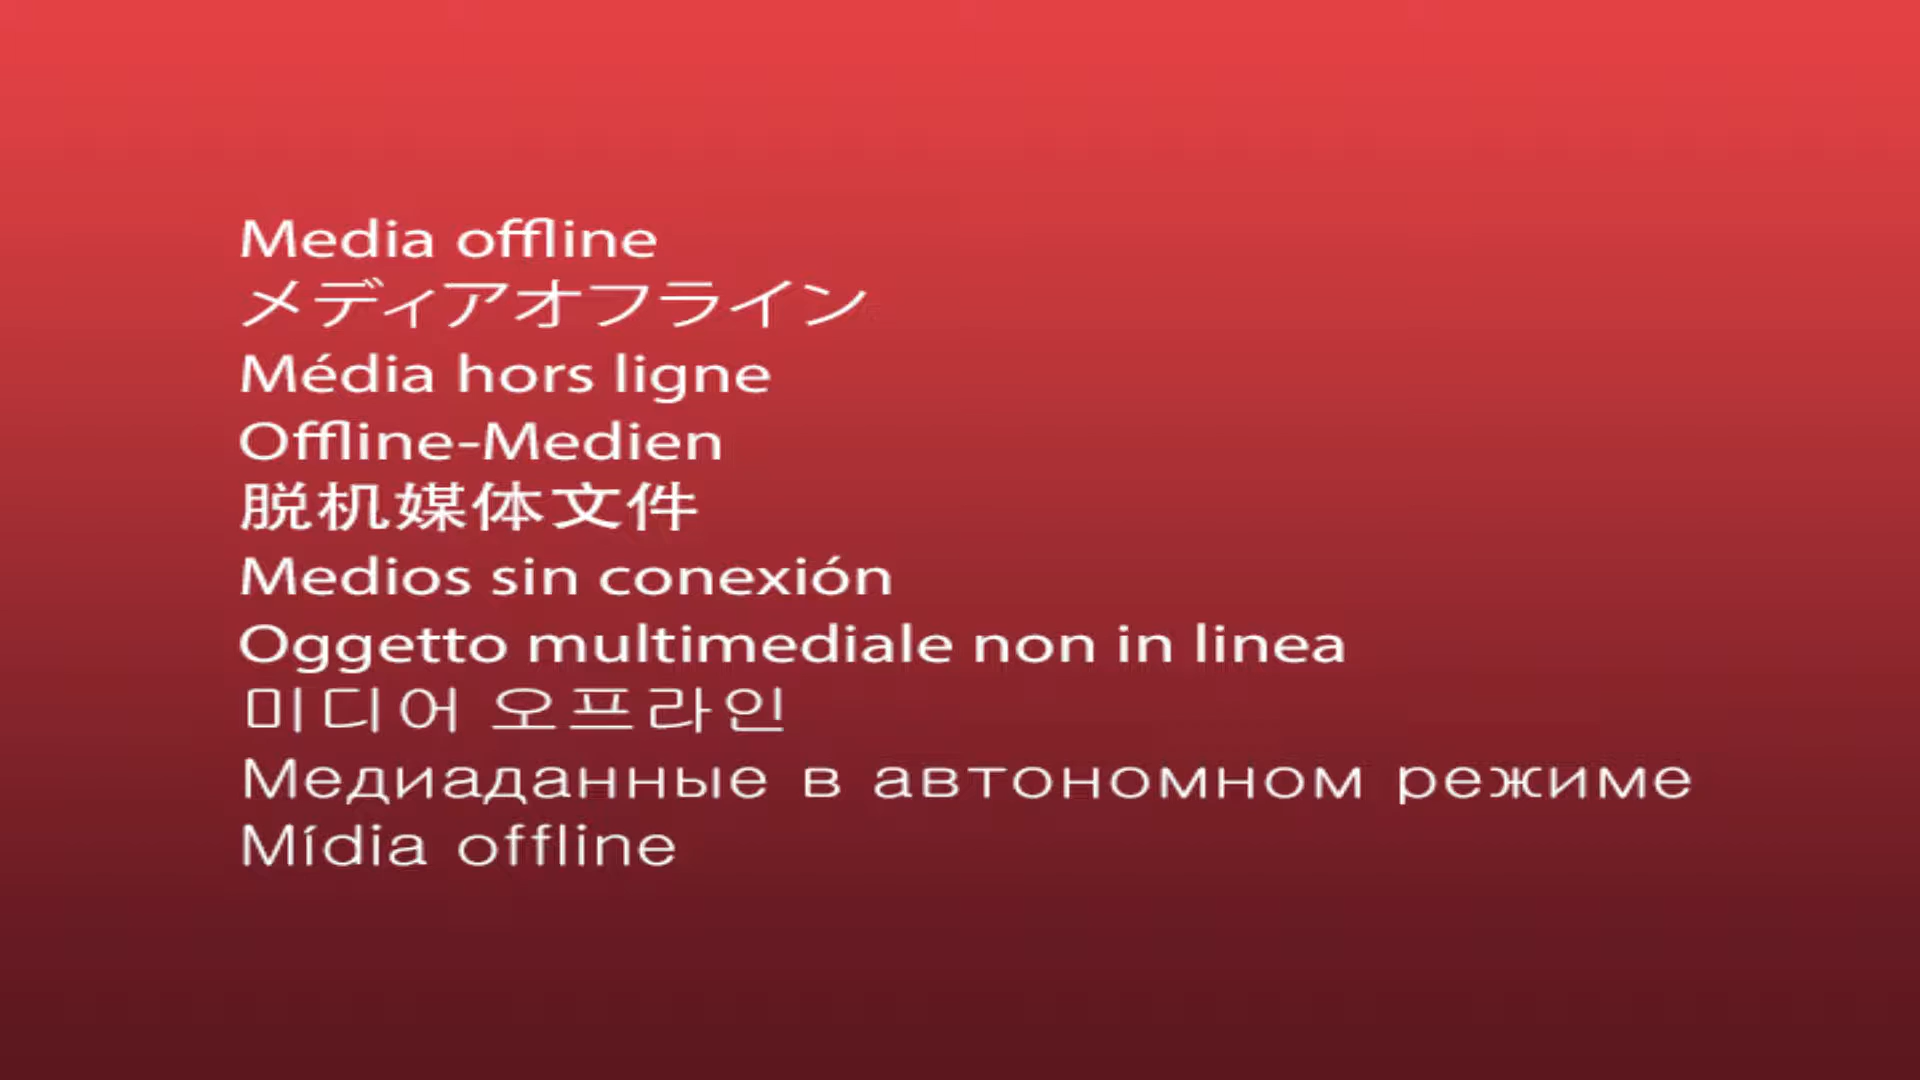 Media offline
メディアオフライン
Média hors ligne
Offline-Medien
脱机媒体文件
Medios sin conexión
Oggetto multimediale non in linea
미디어 오프라인
Медиаданные в автономном режиме
Mídia offline